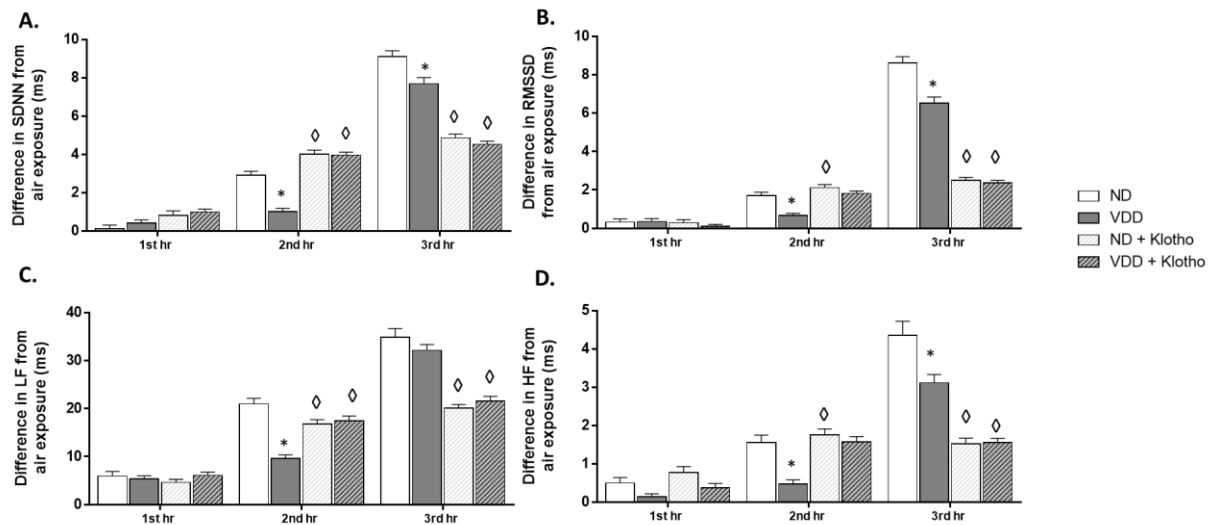 A.
Difference in SDNN from
air exposure (ms)
10
8
6
4
2
0
* ◊ ◊ * ◊ ◊
1st hr 2nd hr 3rd hr
B.
Difference in RMSSD
from air exposure (ms)
10
8
6
4
2
0
* ◊ * ◊ ◊
1st hr 2nd hr 3rd hr
ND
VDD
ND + Klotho
VDD + Klotho
C.
Difference in LF from
air exposure (ms)
40
30
20
10
0
* ◊ ◊ ◊ ◊
1st hr 2nd hr 3rd hr
D.
Difference in HF from
air exposure (ms)
5
4
3
2
1
0
* ◊ * ◊ ◊
1st hr 2nd hr 3rd hr